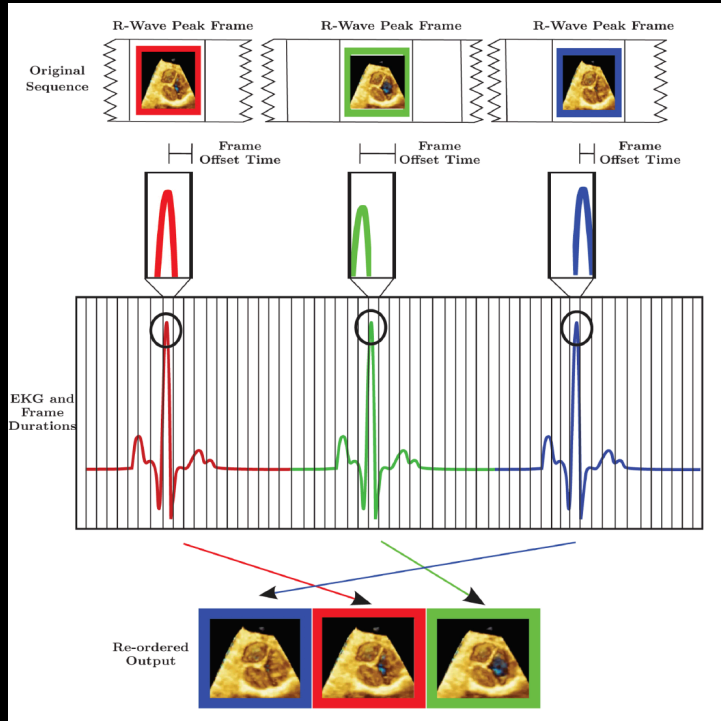 R-Wave Peak Frame
R-Wave Peak Frame
R-Wave Peak Frame
Original
Sequence
Frame
Offset Time
Frame
Offset Time
Frame
Offset Time
EKG and
Frame
Durations
Re-ordered
Output